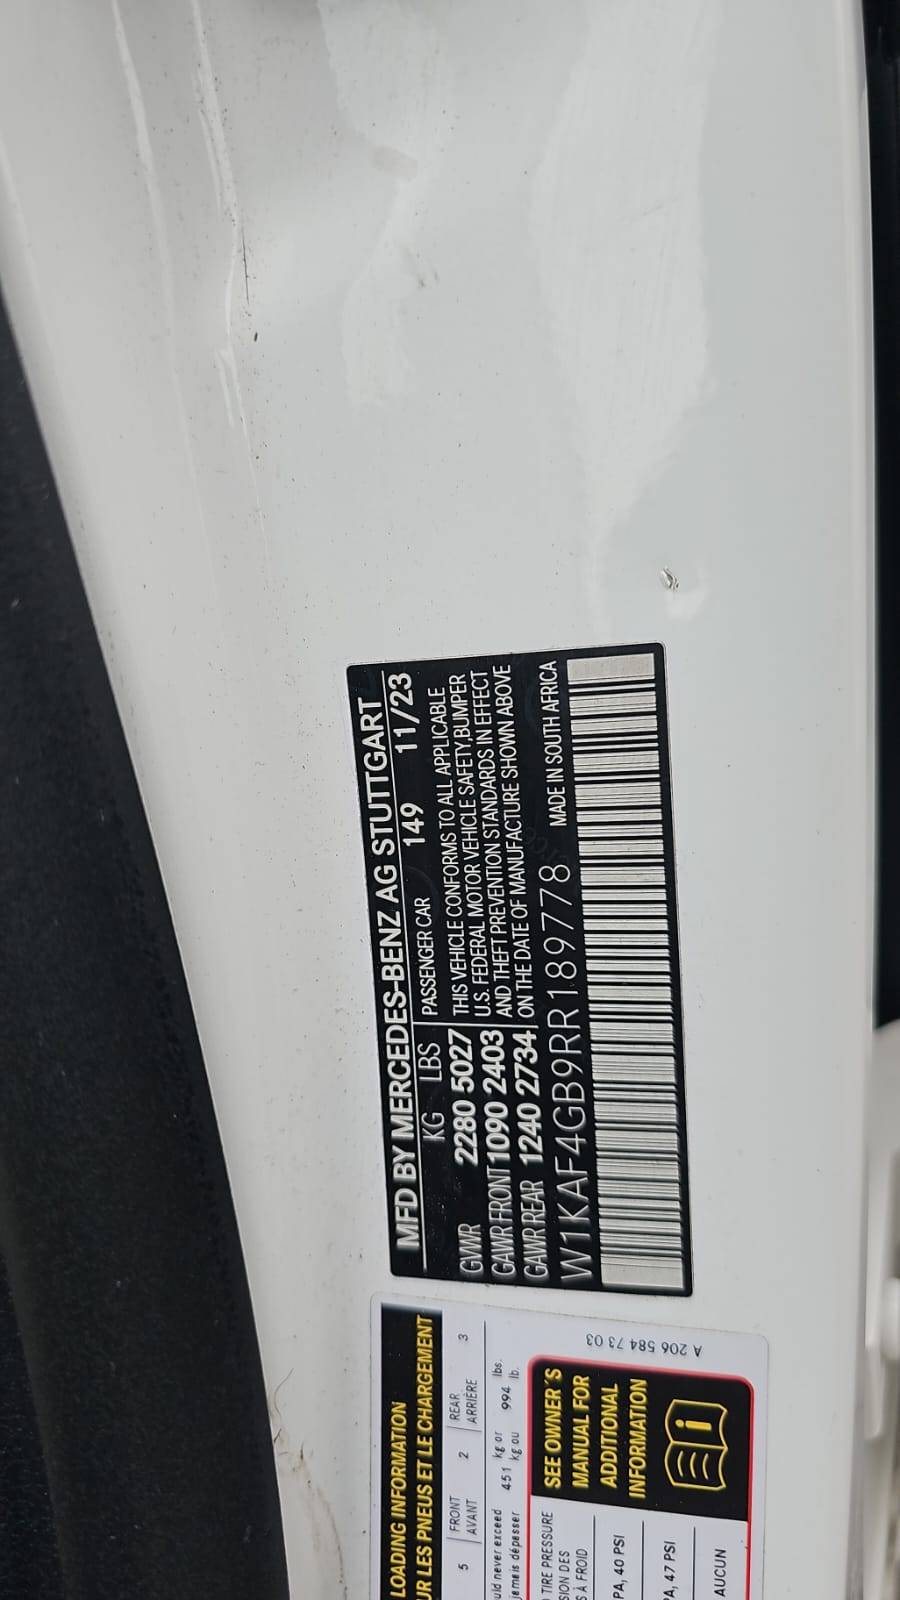 MFD BY MERCEDES-BENZ AG STUTTGART
KG LBS PASSENGER CAR 149 11/23
GVWR 2280 5027
GAWR FRONT 1090 2403
GAWR REAR 1240 2734
THIS VEHICLE CONFORMS TO ALL APPLICABLE
U.S. FEDERAL MOTOR VEHICLE SAFETY,BUMPER
AND THEFT PREVENTION STANDARDS IN EFFECT
ON THE DATE OF MANUFACTURE SHOWN ABOVE
W1KAF4GB9RR189778 MADE IN SOUTH AFRICA
LOADING INFORMATION
UR LES PNEUS ET LE CHARGEMENT
5 FRONT 2 REAR 3
AVANT ARRIÈRE
uld never exceed 451 kg or 994 lbs.
jamais dépasser kg ou lb.
TIRE PRESSURE
SION DES
S À FROID
PA, 40 PSI
PA, 47 PSI
AUCUN
SEE OWNER'S
MANUAL FOR
ADDITIONAL
INFORMATION
A 206 584 73 03